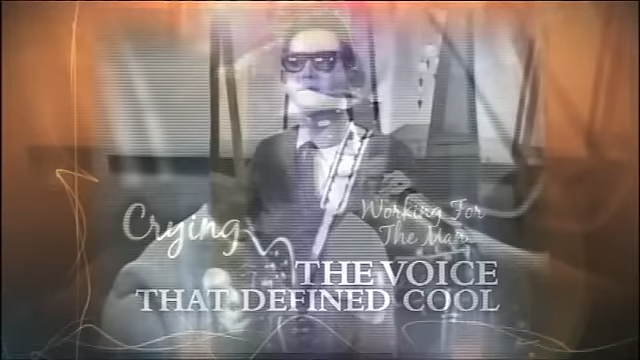 Crying
Working For
The Man
THE VOICE
THAT DEFINED COOL